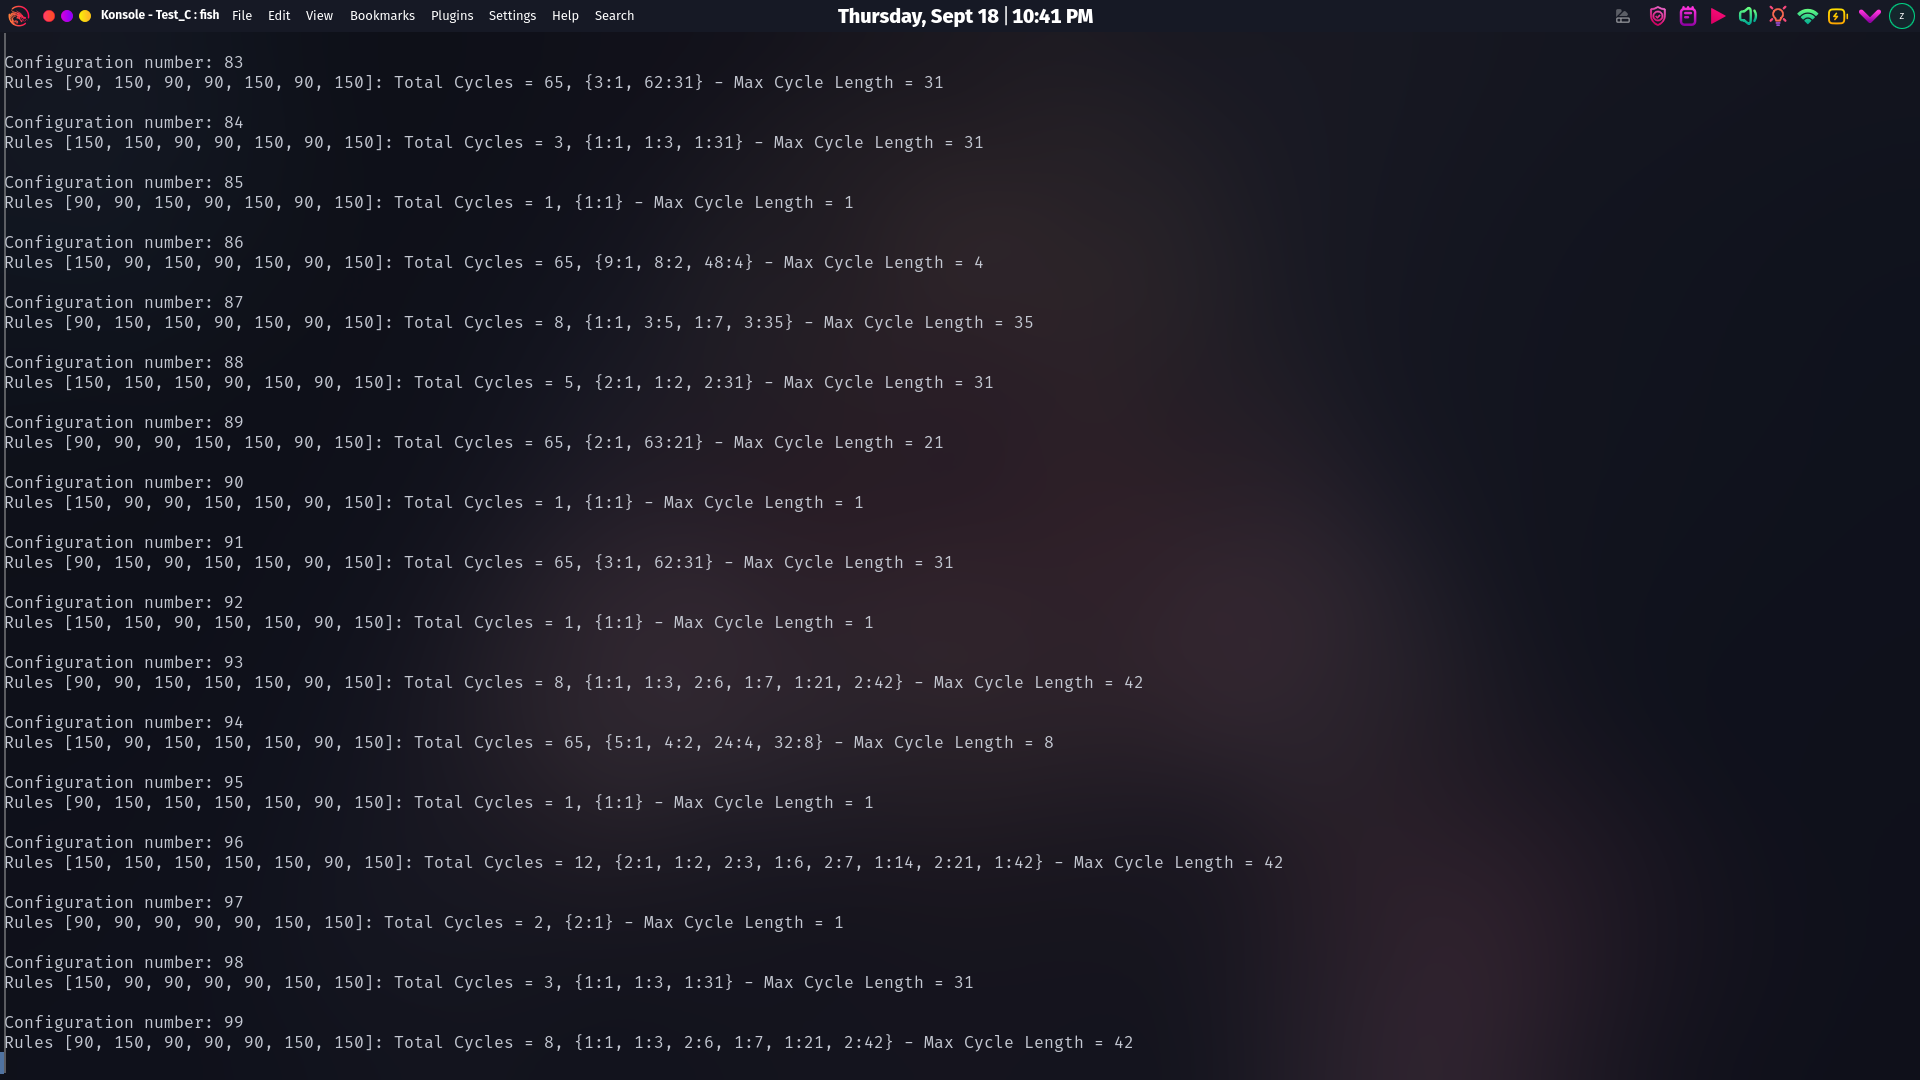 Konsole - Test_C : fish File Edit View Bookmarks Plugins Settings Help Search Thursday, Sept 18 | 10:41 PM z
Configuration number: 83
Rules [90, 150, 90, 90, 150, 90, 150]: Total Cycles = 65, {3:1, 62:31} - Max Cycle Length = 31
Configuration number: 84
Rules [150, 150, 90, 90, 150, 90, 150]: Total Cycles = 3, {1:1, 1:3, 1:31} - Max Cycle Length = 31
Configuration number: 85
Rules [90, 90, 150, 90, 150, 90, 150]: Total Cycles = 1, {1:1} - Max Cycle Length = 1
Configuration number: 86
Rules [150, 90, 150, 90, 150, 90, 150]: Total Cycles = 65, {9:1, 8:2, 48:4} - Max Cycle Length = 4
Configuration number: 87
Rules [90, 150, 150, 90, 150, 90, 150]: Total Cycles = 8, {1:1, 3:5, 1:7, 3:35} - Max Cycle Length = 35
Configuration number: 88
Rules [150, 150, 150, 90, 150, 90, 150]: Total Cycles = 5, {2:1, 1:2, 2:31} - Max Cycle Length = 31
Configuration number: 89
Rules [90, 90, 90, 150, 150, 90, 150]: Total Cycles = 65, {2:1, 63:21} - Max Cycle Length = 21
Configuration number: 90
Rules [150, 90, 90, 150, 150, 90, 150]: Total Cycles = 1, {1:1} - Max Cycle Length = 1
Configuration number: 91
Rules [90, 150, 90, 150, 150, 90, 150]: Total Cycles = 65, {3:1, 62:31} - Max Cycle Length = 31
Configuration number: 92
Rules [150, 150, 90, 150, 150, 90, 150]: Total Cycles = 1, {1:1} - Max Cycle Length = 1
Configuration number: 93
Rules [90, 90, 150, 150, 150, 90, 150]: Total Cycles = 8, {1:1, 1:3, 2:6, 1:7, 1:21, 2:42} - Max Cycle Length = 42
Configuration number: 94
Rules [150, 90, 150, 150, 150, 90, 150]: Total Cycles = 65, {5:1, 4:2, 24:4, 32:8} - Max Cycle Length = 8
Configuration number: 95
Rules [90, 150, 150, 150, 150, 90, 150]: Total Cycles = 1, {1:1} - Max Cycle Length = 1
Configuration number: 96
Rules [150, 150, 150, 150, 150, 90, 150]: Total Cycles = 12, {2:1, 1:2, 2:3, 1:6, 2:7, 1:14, 2:21, 1:42} - Max Cycle Length = 42
Configuration number: 97
Rules [90, 90, 90, 90, 90, 150, 150]: Total Cycles = 2, {2:1} - Max Cycle Length = 1
Configuration number: 98
Rules [150, 90, 90, 90, 90, 150, 150]: Total Cycles = 3, {1:1, 1:3, 1:31} - Max Cycle Length = 31
Configuration number: 99
Rules [90, 150, 90, 90, 90, 150, 150]: Total Cycles = 8, {1:1, 1:3, 2:6, 1:7, 1:21, 2:42} - Max Cycle Length = 42